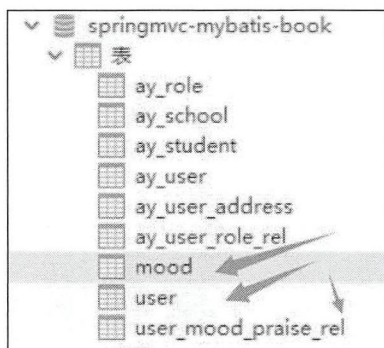 springmvc-mybatis-book
表
ay_role
ay_school
ay_student
ay_user
ay_user_address
ay_user_role_rel
mood
user
user_mood_praise_rel